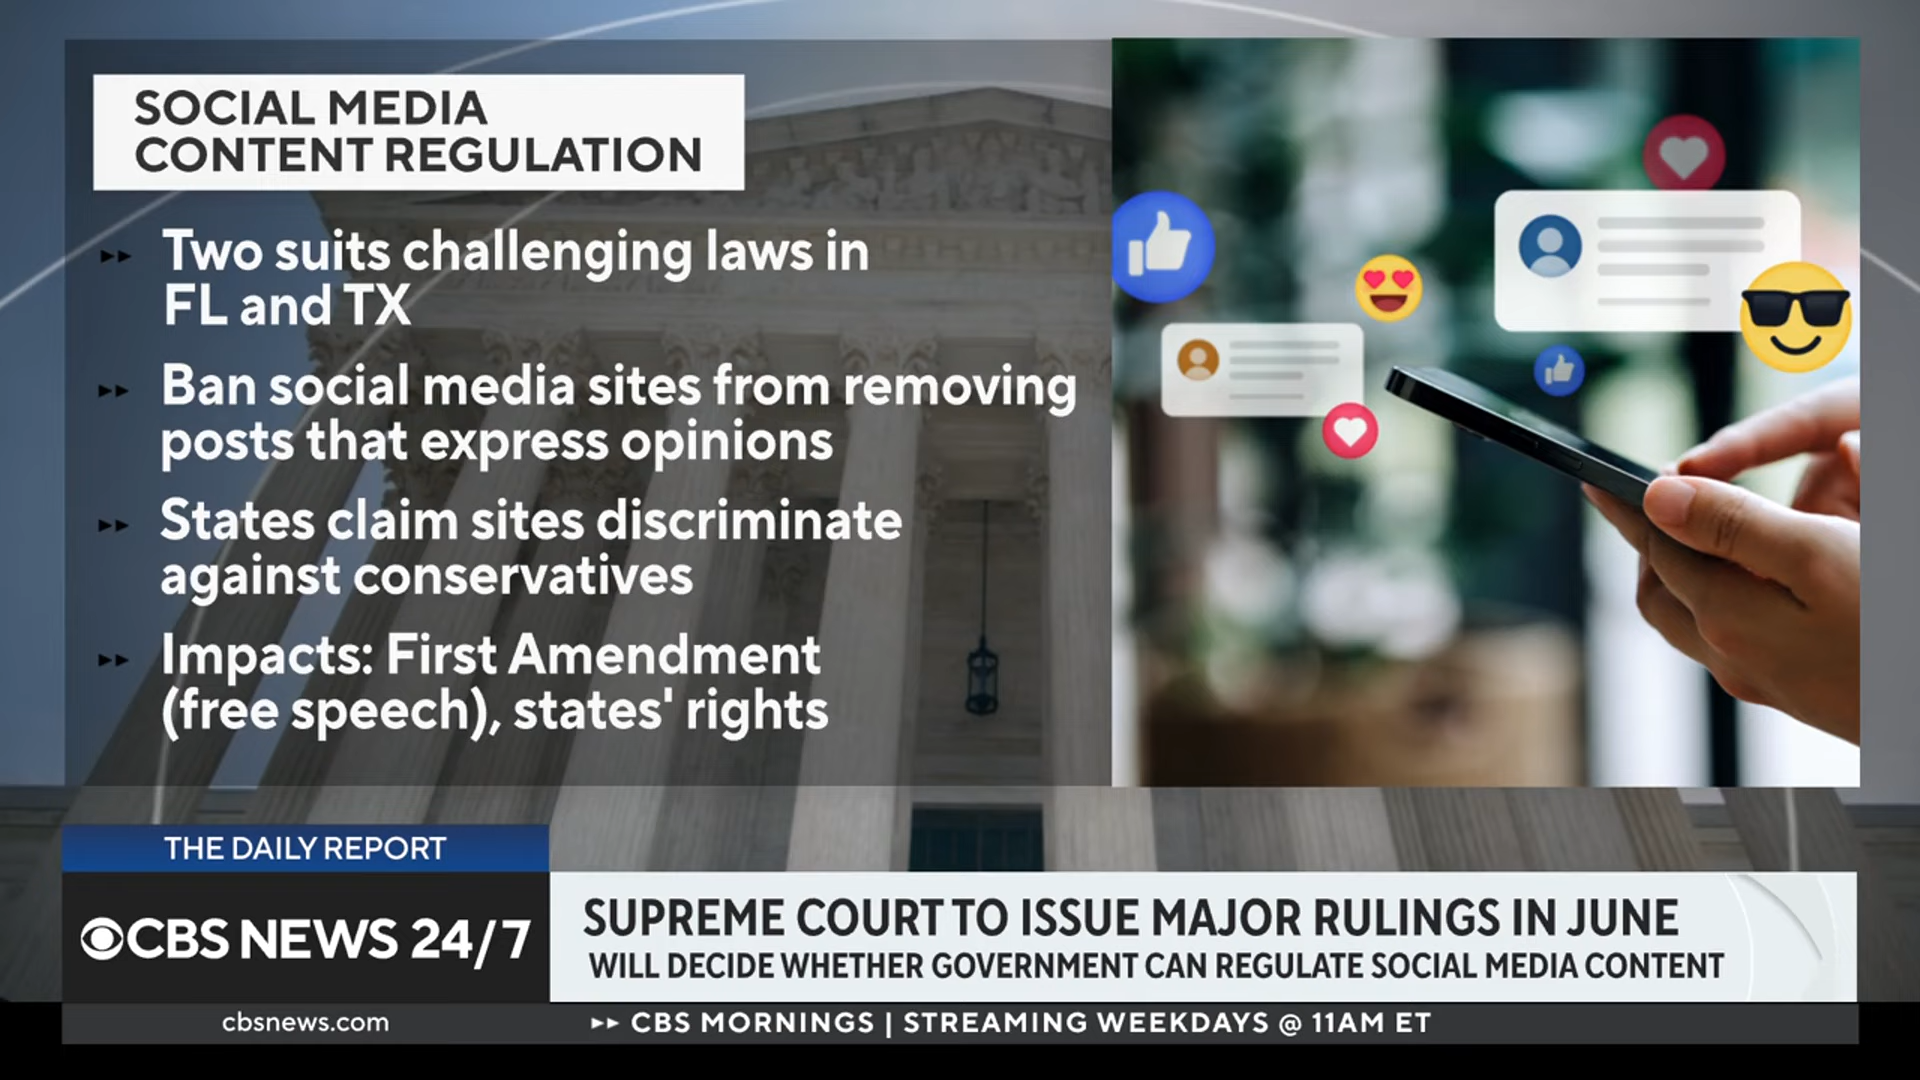 SOCIAL MEDIA
CONTENT REGULATION
Two suits challenging laws in
FL and TX
Ban social media sites from removing
posts that express opinions
States claim sites discriminate
against conservatives
Impacts: First Amendment
(free speech), states' rights
THE DAILY REPORT
CBS NEWS 24/7
SUPREME COURT TO ISSUE MAJOR RULINGS IN JUNE
WILL DECIDE WHETHER GOVERNMENT CAN REGULATE SOCIAL MEDIA CONTENT
cbsnews.com
CBS MORNINGS | STREAMING WEEKDAYS @ 11AM ET